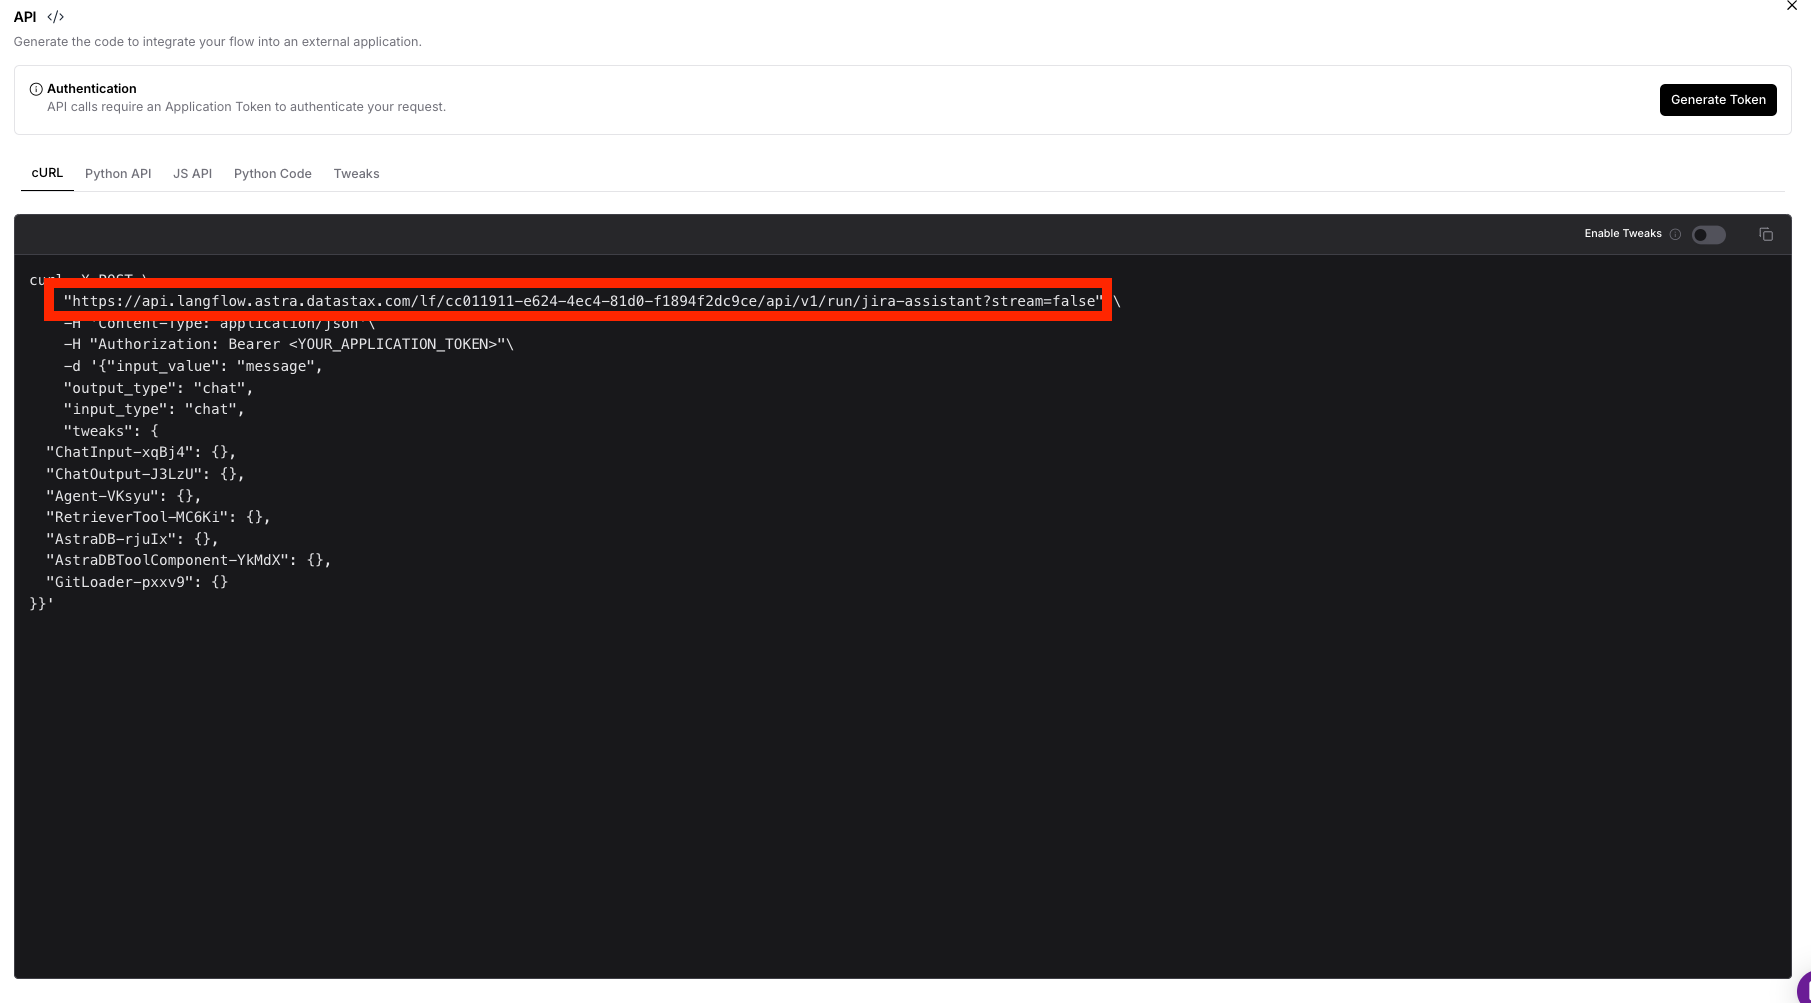 API </>
Generate the code to integrate your flow into an external application.
Authentication
API calls require an Application Token to authenticate your request.
Generate Token
cURL Python API JS API Python Code Tweaks
Enable Tweaks
curl -X POST \
"https://api.langflow.astra.datastax.com/lf/cc011911-e624-4ec4-81d0-f1894f2dc9ce/api/v1/run/jira-assistant?stream=false" \
-H "Content-Type: application/json" \
-H "Authorization: Bearer <YOUR_APPLICATION_TOKEN>"\
-d '{"input_value": "message",
"output_type": "chat",
"input_type": "chat",
"tweaks": {
"ChatInput-xqBj4": {},
"ChatOutput-J3LzU": {},
"Agent-VKsyu": {},
"RetrieverTool-MC6Ki": {},
"AstraDB-rjuIx": {},
"AstraDBToolComponent-YkMdX": {},
"GitLoader-pxxv9": {}
}}'